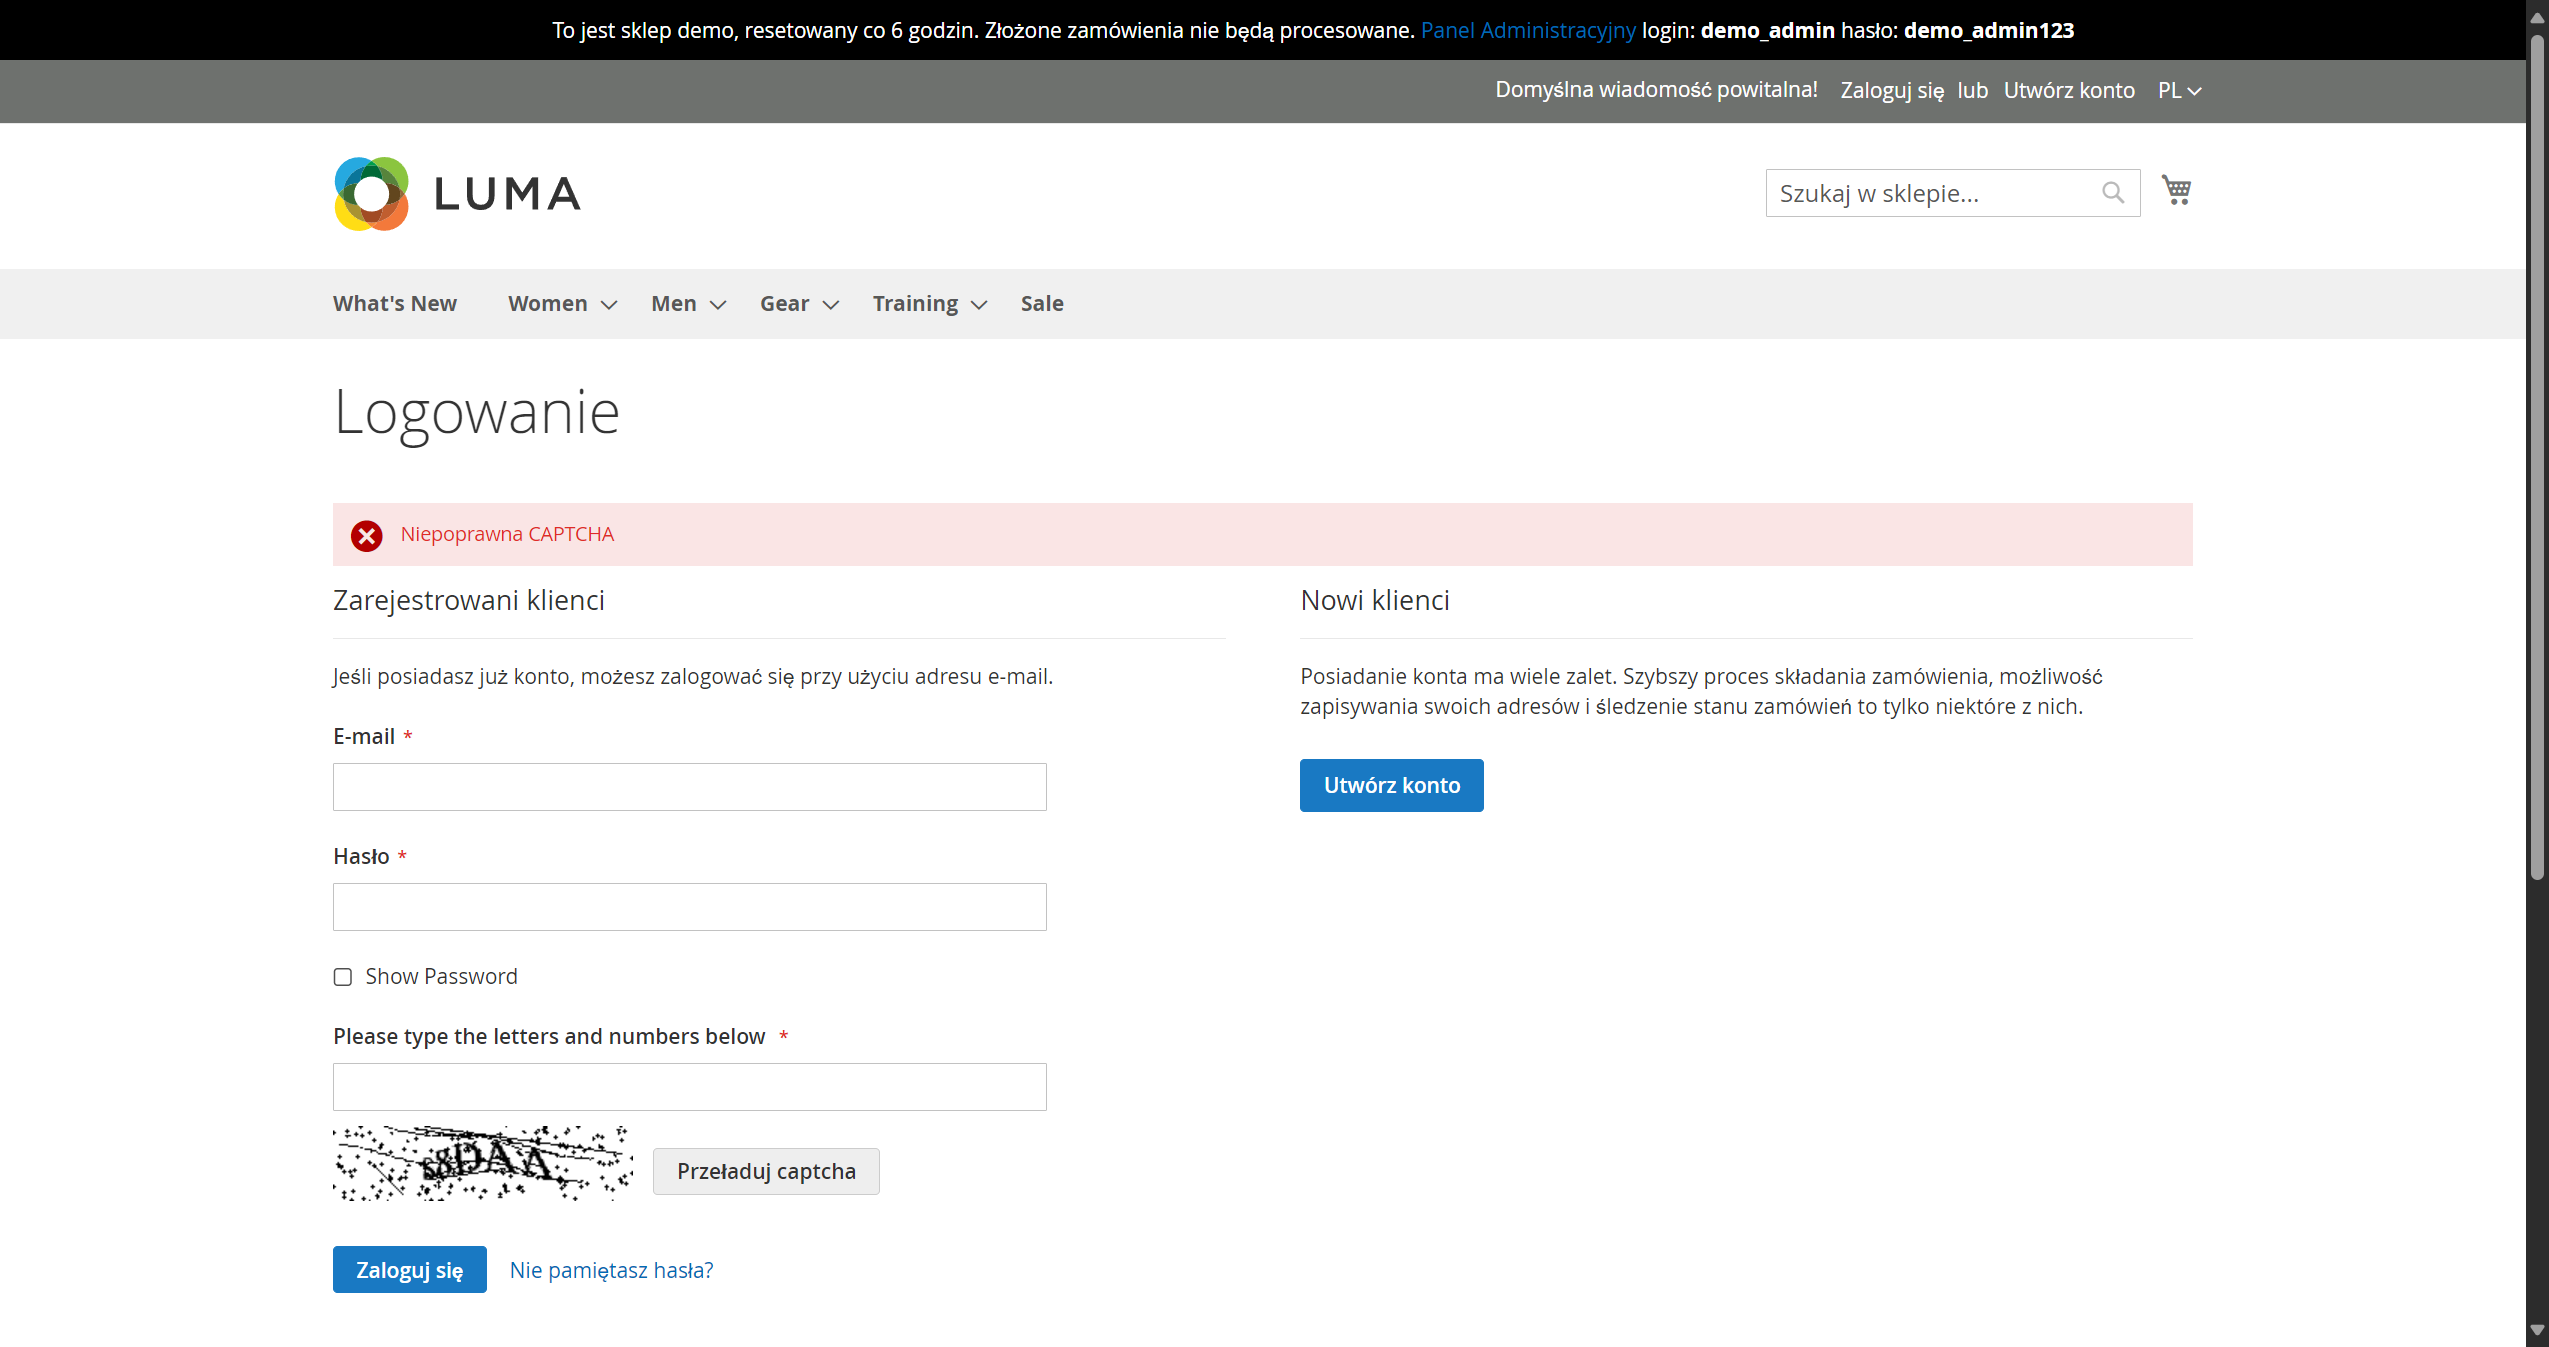 To jest sklep demo, resetowany co 6 godzin. Złożone zamówienia nie będą procesowane. Panel Administracyjny login: demo_admin hasło: demo_admin123
Domyślna wiadomość powitalna! Zaloguj się lub Utwórz konto PL
LUMA
Szukaj w sklepie...
What's New Women Men Gear Training Sale
Logowanie
Niepoprawna CAPTCHA
Zarejestrowani klienci
Jeśli posiadasz już konto, możesz zalogować się przy użyciu adresu e-mail.
E-mail *
Hasło *
Show Password
Please type the letters and numbers below *
Przeładuj captcha
Zaloguj się Nie pamiętasz hasła?
Nowi klienci
Posiadanie konta ma wiele zalet. Szybszy proces składania zamówienia, możliwość
zapisywania swoich adresów i śledzenie stanu zamówień to tylko niektóre z nich.
Utwórz konto